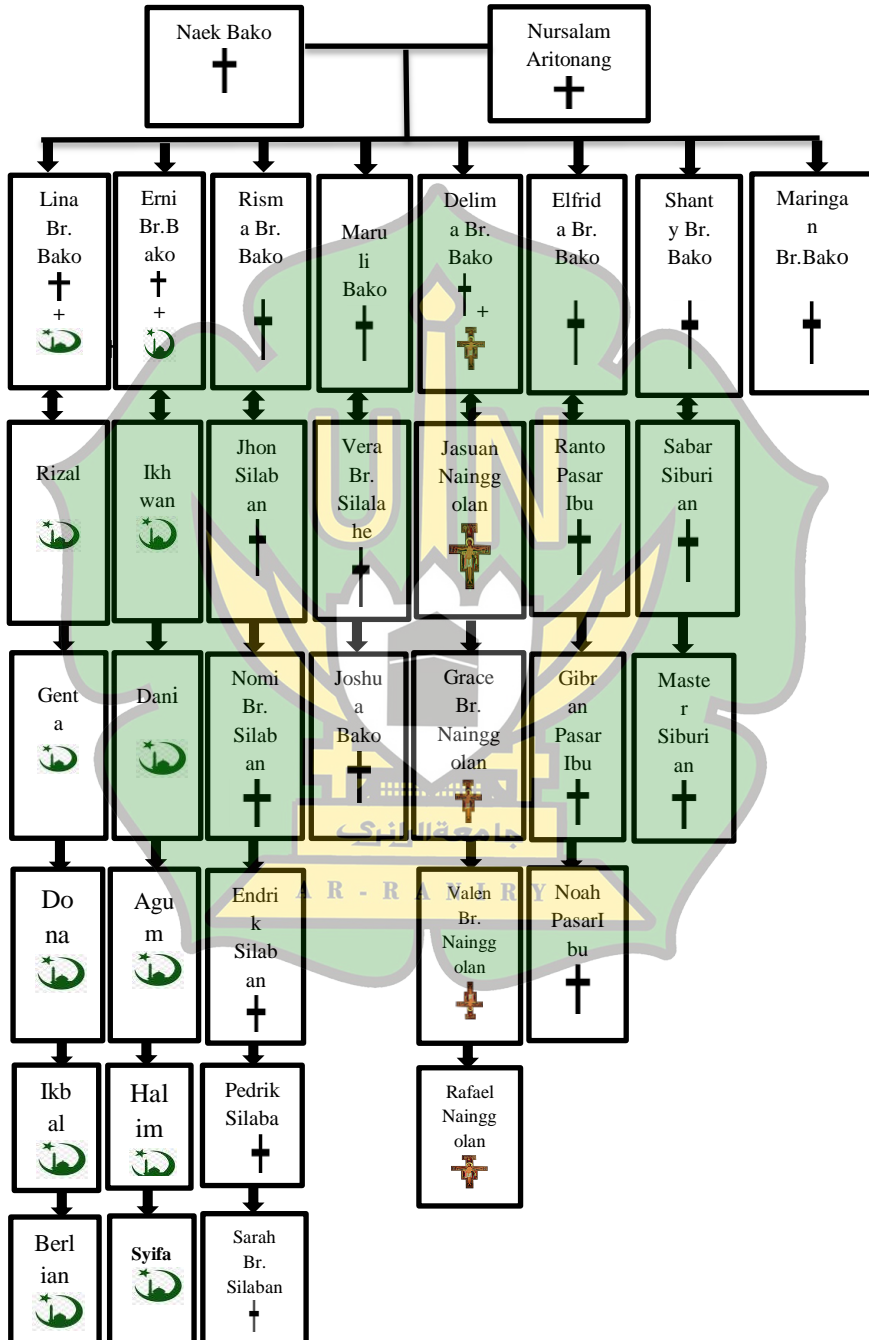 Naek Bako
Nursalam
Aritonang
Lina
Br.
Bako
+
Erni
Br.B
ako
+
Rism
a Br.
Bako
Maru
li
Bako
Delim
a Br.
Bako
+
Elfrid
a Br.
Bako
Shant
y Br.
Bako
Maringa
n
Br.Bako
Rizal
Ikh
wan
Jhon
Silab
an
Vera
Br.
Silala
he
Jasuan
Naingg
olan
Ranto
Pasar
Ibu
Sabar
Siburi
an
UIN
Gent
a
Dani
Nomi
Br.
Silab
an
Joshu
a
Bako
Grace
Br.
Naingg
olan
Gibr
an
Pasar
Ibu
Maste
r
Siburi
an
جامعة الرانري
AR-RANIRY
Do
na
Agu
m
Endri
k
Silab
an
Valen
Br.
Naingg
olan
Noah
PasarI
bu
Ikb
al
Hal
im
Pedrik
Silaba
Rafael
Naingg
olan
Berl
ian
Syifa
Sarah
Br.
Silaban